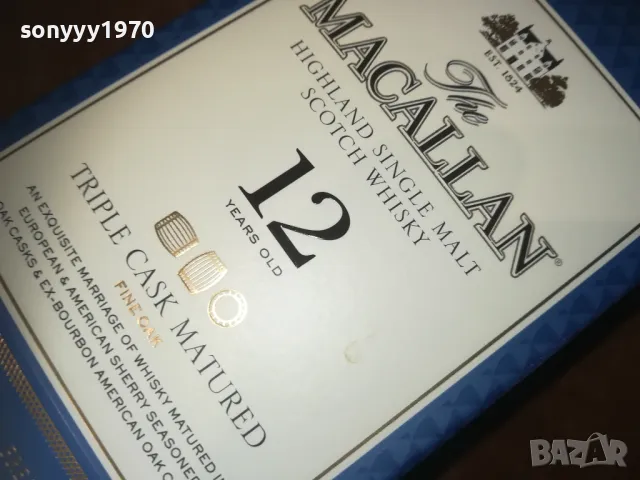 sonyyy1970
The
MACALLAN®
EST. 1824
HIGHLAND SINGLE MALT
SCOTCH WHISKY
12
YEARS OLD
TRIPLE CASK MATURED
FINE OAK
AN EXQUISITE MARRIAGE OF WHISKY MATURED
EUROPEAN & AMERICAN SHERRY SEASONED
OAK CASKS & EX-BOURBON AMERICAN OAK
BAZAR